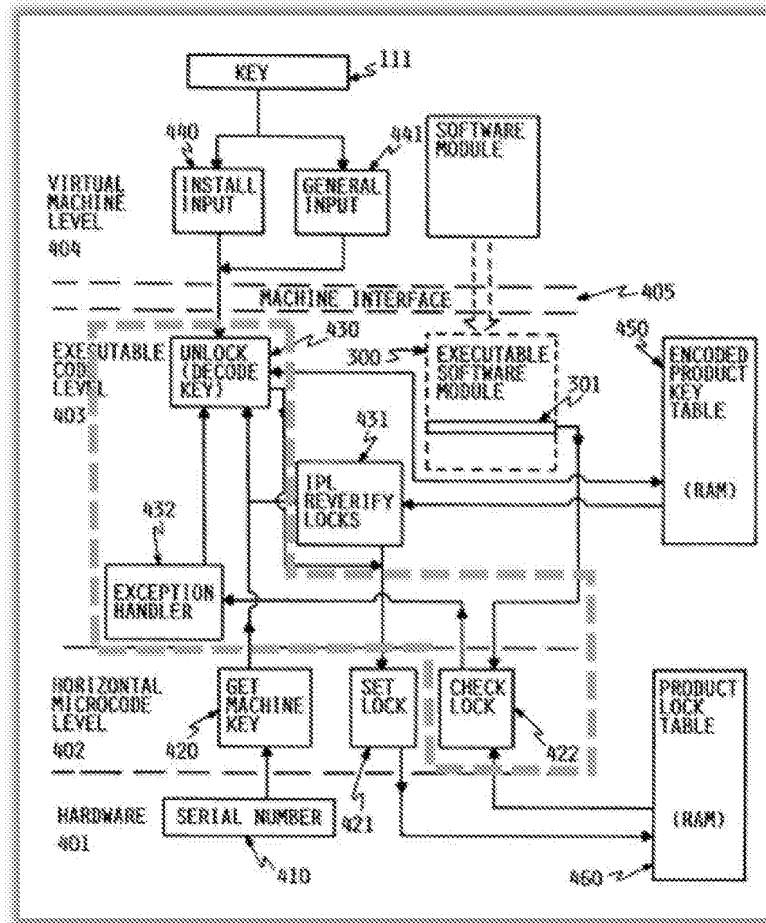 KEY
111
440
441
SOFTWARE
MODULE
VIRTUAL
MACHINE
LEVEL
404
INSTALL
INPUT
GENERAL
INPUT
MACHINE INTERFACE
405
EXECUTABLE
CODE
LEVEL
403
UNLOCK
(DECODE
KEY)
430
300
EXECUTABLE
SOFTWARE
MODULE
301
450
ENCODED
PRODUCT
KEY
TABLE
(RAM)
431
IPL
REVERIFY
LOCKS
432
EXCEPTION
HANDLER
HORIZONTAL
MICROCODE
LEVEL
402
GET
MACHINE
KEY
420
SET
LOCK
421
CHECK
LOCK
422
PRODUCT
LOCK
TABLE
(RAM)
460
HARDWARE
401
SERIAL NUMBER
410